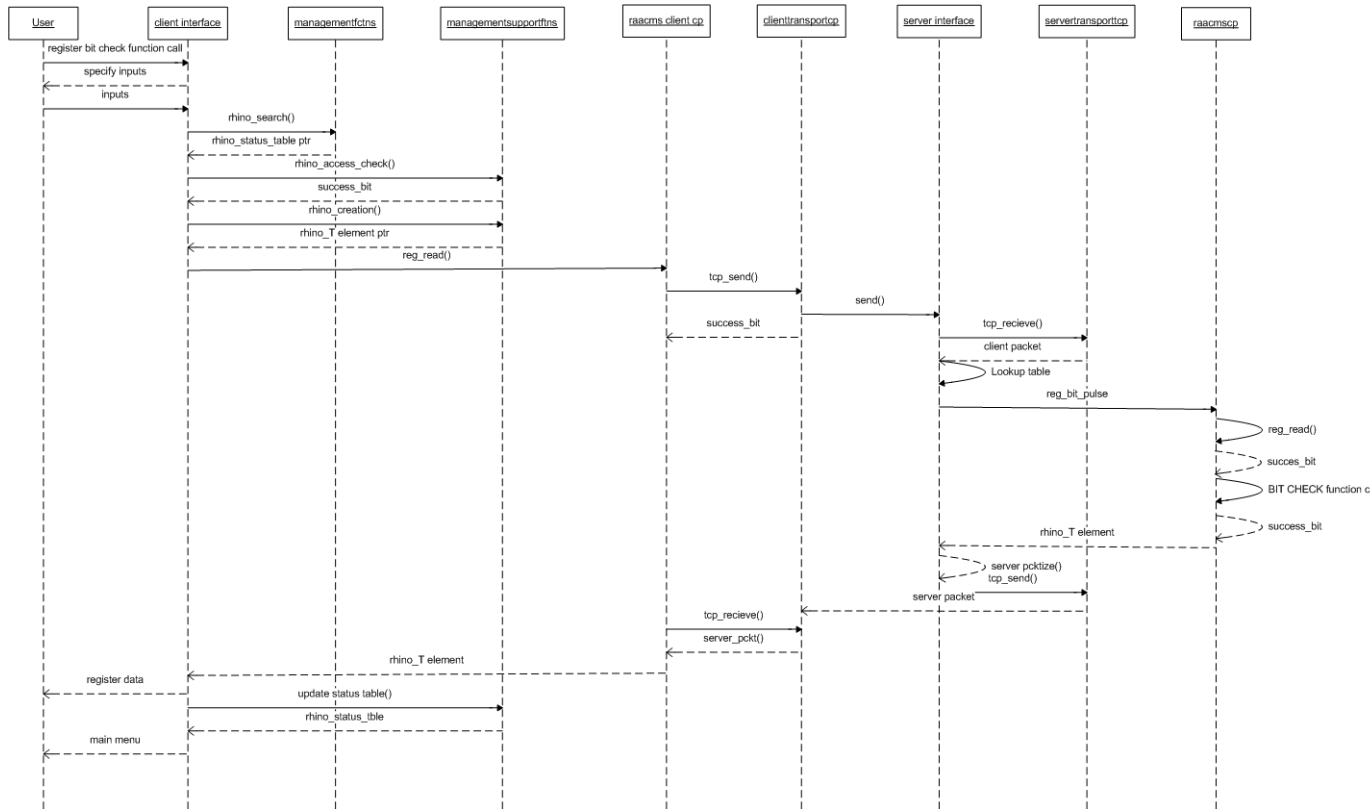 User
client interface
managementfctns
managementsupportftns
raacms client cp
clienttransportcp
server interface
servertransporttcp
raacmscp
register bit check function call
specify inputs
inputs
rhino_search()
rhino_status_table ptr
rhino_access_check()
success_bit
rhino_creation()
rhino_T element ptr
reg_read()
tcp_send()
send()
success_bit
tcp_recieve()
client packet
Lookup table
reg_bit_pulse
reg_read()
succes_bit
BIT CHECK function c
success_bit
rhino_T element
server pcktize()
tcp_send()
server packet
tcp_recieve()
server_pckt()
rhino_T element
register data
update status table()
rhino_status_tble
main menu